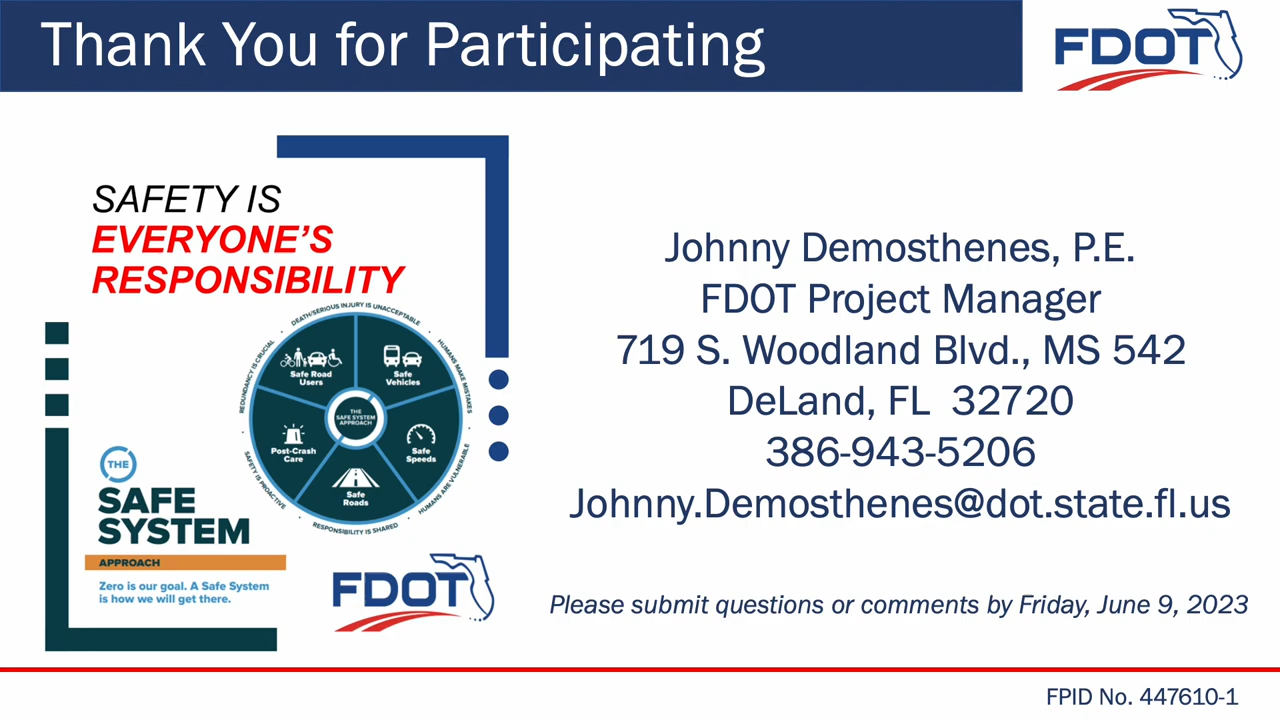 Thank You for Participating
FDOT
SAFETY IS
EVERYONE'S
RESPONSIBILITY
DEATH/SERIOUS INJURY IS UNACCEPTABLE
HUMANS MAKE MISTAKES
HUMANS ARE VULNERABLE
RESPONSIBILITY IS SHARED
SAFETY IS PROACTIVE
REDUNDANCY IS CRUCIAL
Safe Road
Users
Safe
Vehicles
THE
SAFE SYSTEM
APPROACH
Post-Crash
Care
Safe
Speeds
Safe
Roads
THE
SAFE
SYSTEM
APPROACH
Zero is our goal. A Safe System
is how we will get there.
FDOT
Johnny Demosthenes, P.E.
FDOT Project Manager
719 S. Woodland Blvd., MS 542
DeLand, FL 32720
386-943-5206
Johnny.Demosthenes@dot.state.fl.us
Please submit questions or comments by Friday, June 9, 2023
FPID No. 447610-1